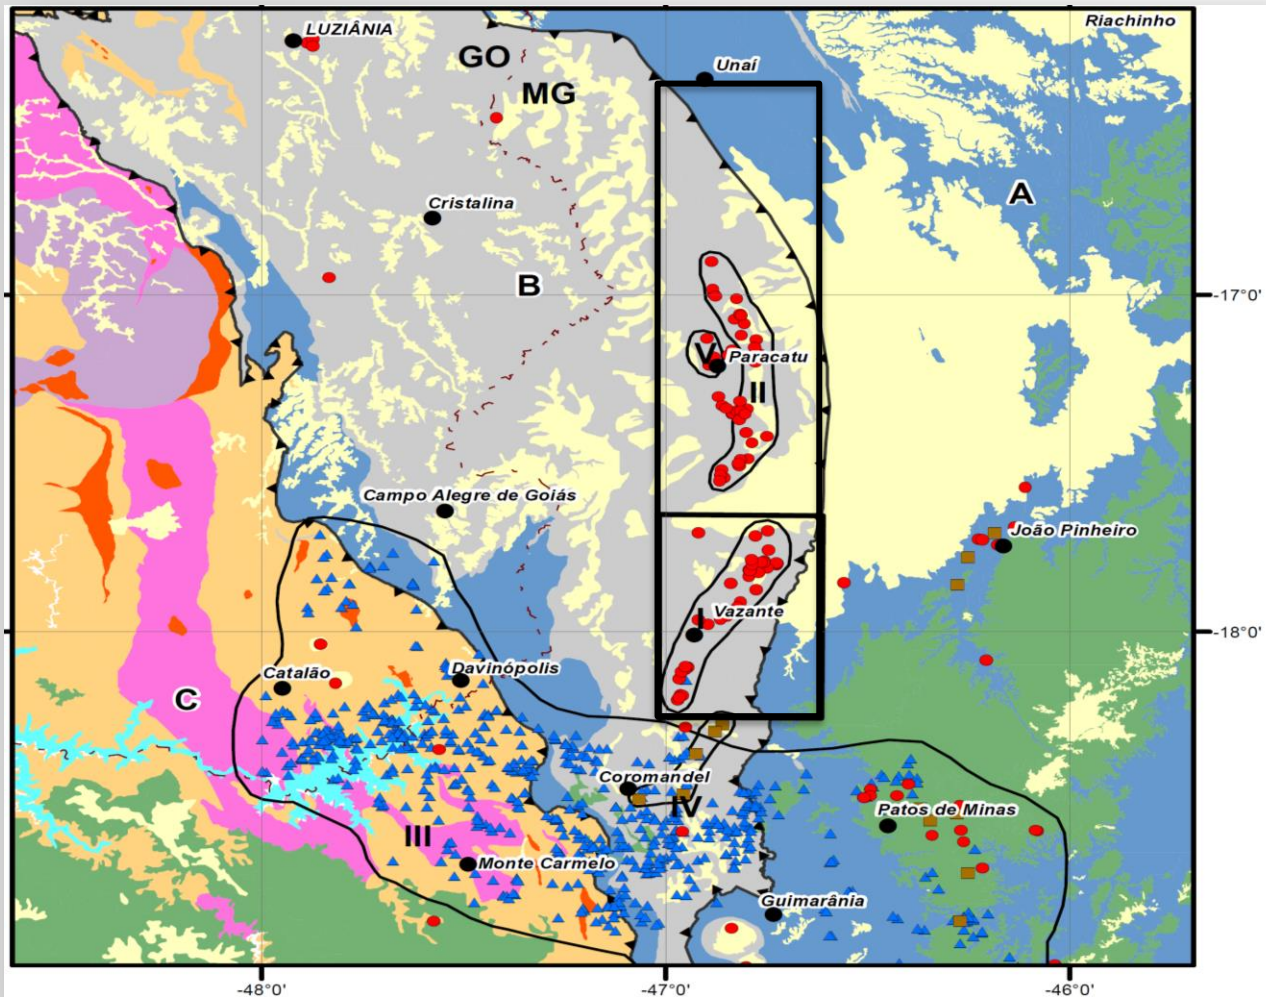 Riachinho
LUZIÂNIA
GO
Unaí
MG
A
Cristalina
B
-17°0'
V
Paracatu
II
Campo Alegre de Goiás
João Pinheiro
I
Vazante
-18°0'
Catalão
Davinópolis
C
Coromandel
IV
Patos de Minas
III
Monte Carmelo
Guimarânia
-48°0'
-47°0'
-46°0'